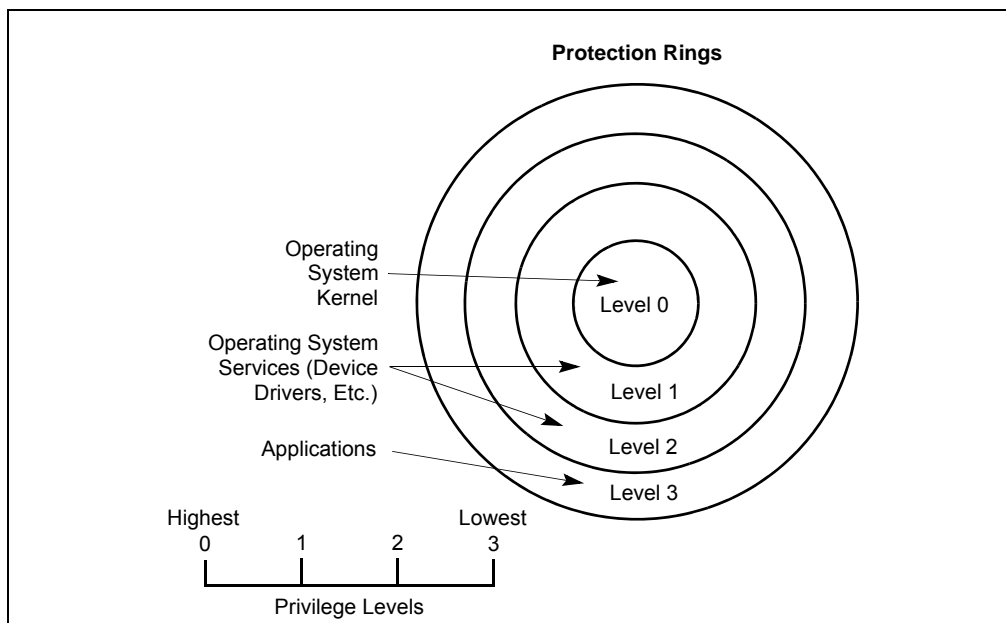 Protection Rings
Operating
System
Kernel
Level 0
Operating System
Services (Device
Drivers, Etc.)
Level 1
Applications
Level 2
Level 3
Highest
Lowest
0
1
2
3
Privilege Levels